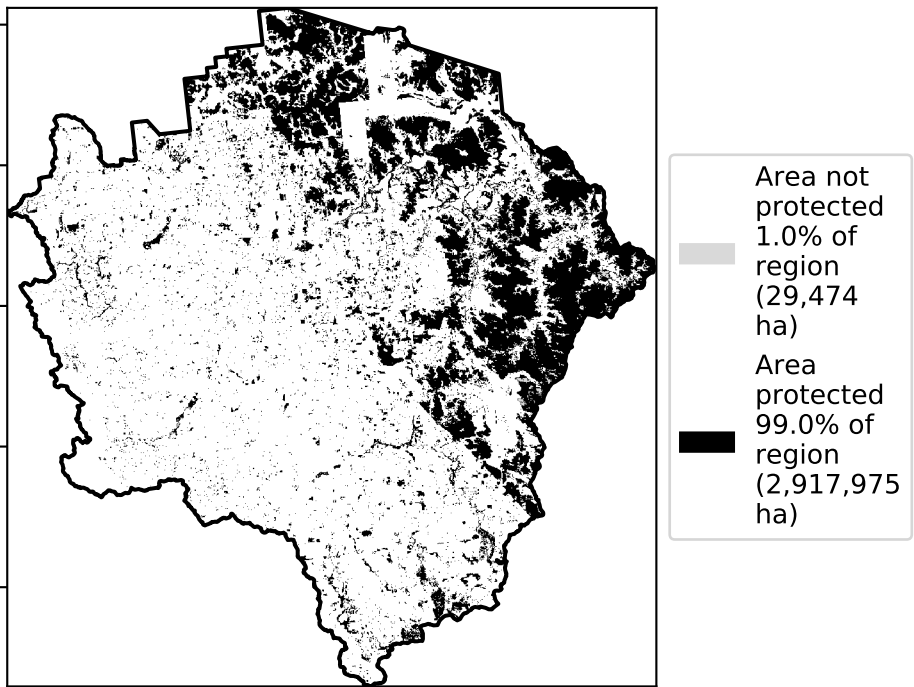 Area not
protected
1.0% of
region
(29,474
ha)
Area
protected
99.0% of
region
(2,917,975
ha)